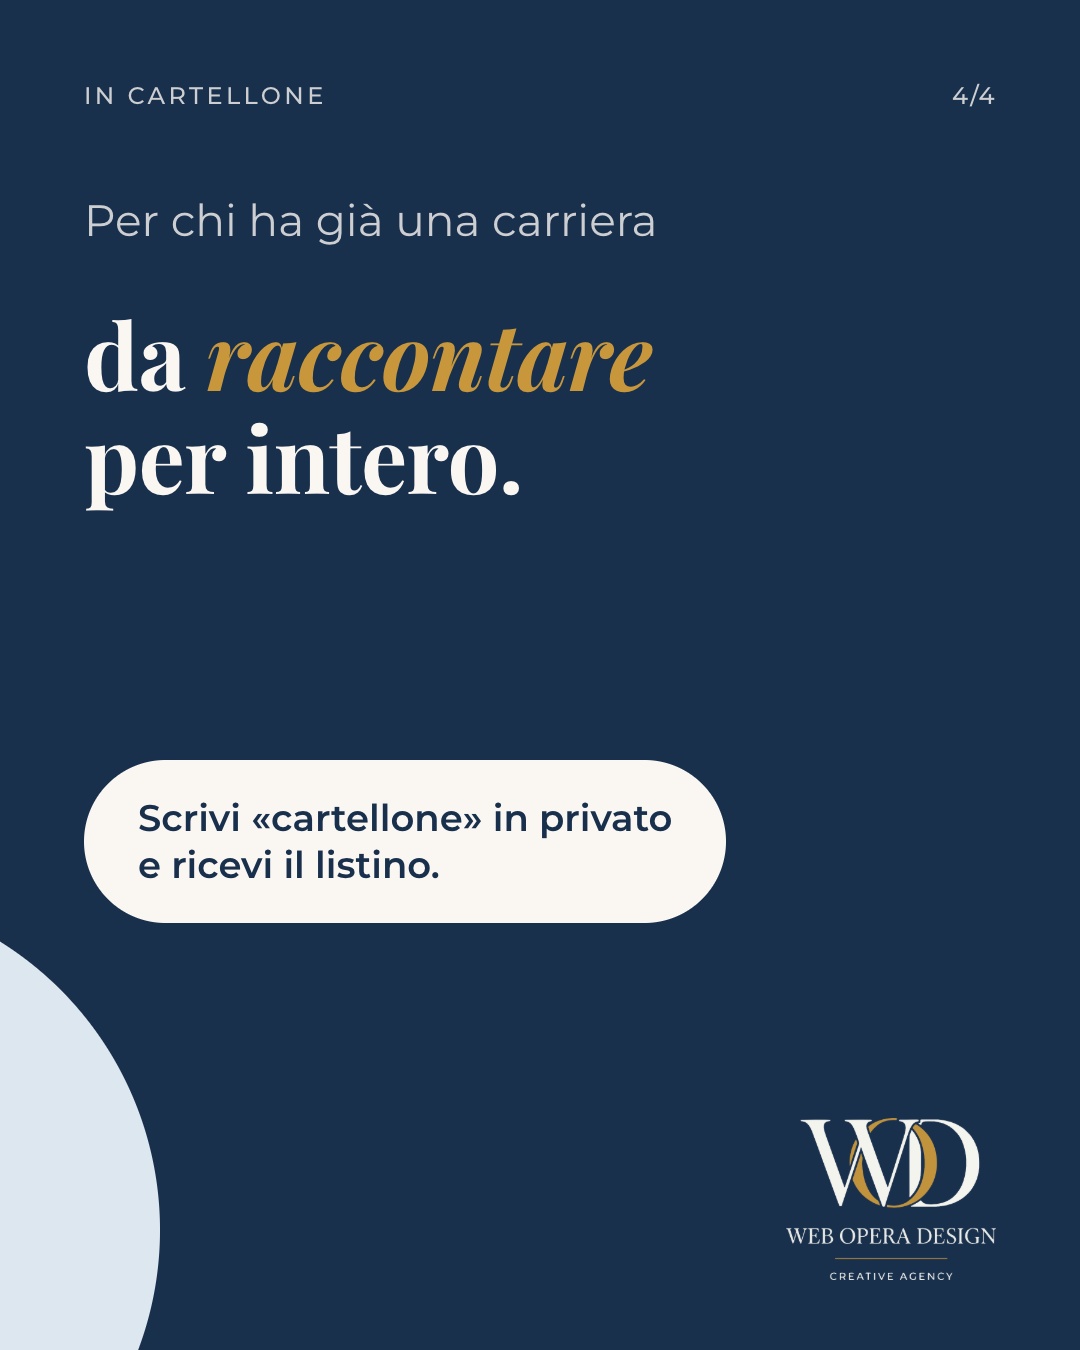 IN CARTELLONE
4/4
Per chi ha già una carriera
da raccontare
per intero.
Scrivi «cartellone» in privato
e ricevi il listino.
WOD
WEB OPERA DESIGN
CREATIVE AGENCY